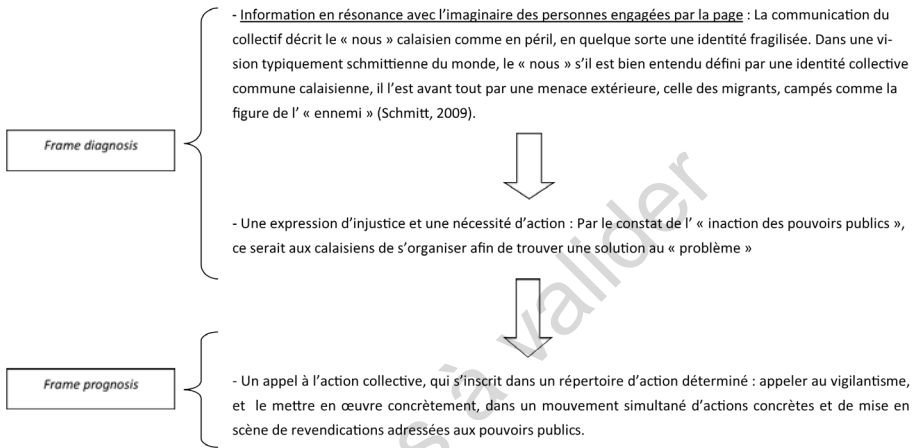 - Information en résonance avec l'imaginaire des personnes engagées par la page : La communication du
collectif décrit le « nous » calaisien comme en péril, en quelque sorte une identité fragilisée. Dans une vi-
sion typiquement schmittienne du monde, le « nous » s'il est bien entendu défini par une identité collective
commune calaisienne, il l'est avant tout par une menace extérieure, celle des migrants, campés comme la
figure de l' « ennemi » (Schmitt, 2009).
Frame diagnosis
- Une expression d'injustice et une nécessité d'action : Par le constat de l' « inaction des pouvoirs publics »,
ce serait aux calaisiens de s'organiser afin de trouver une solution au « problème »
Frame prognosis
- Un appel à l'action collective, qui s'inscrit dans un répertoire d'action déterminé : appeler au vigilantisme,
et le mettre en œuvre concrètement, dans un mouvement simultané d'actions concrètes et de mise en
scène de revendications adressées aux pouvoirs publics.
s à valider